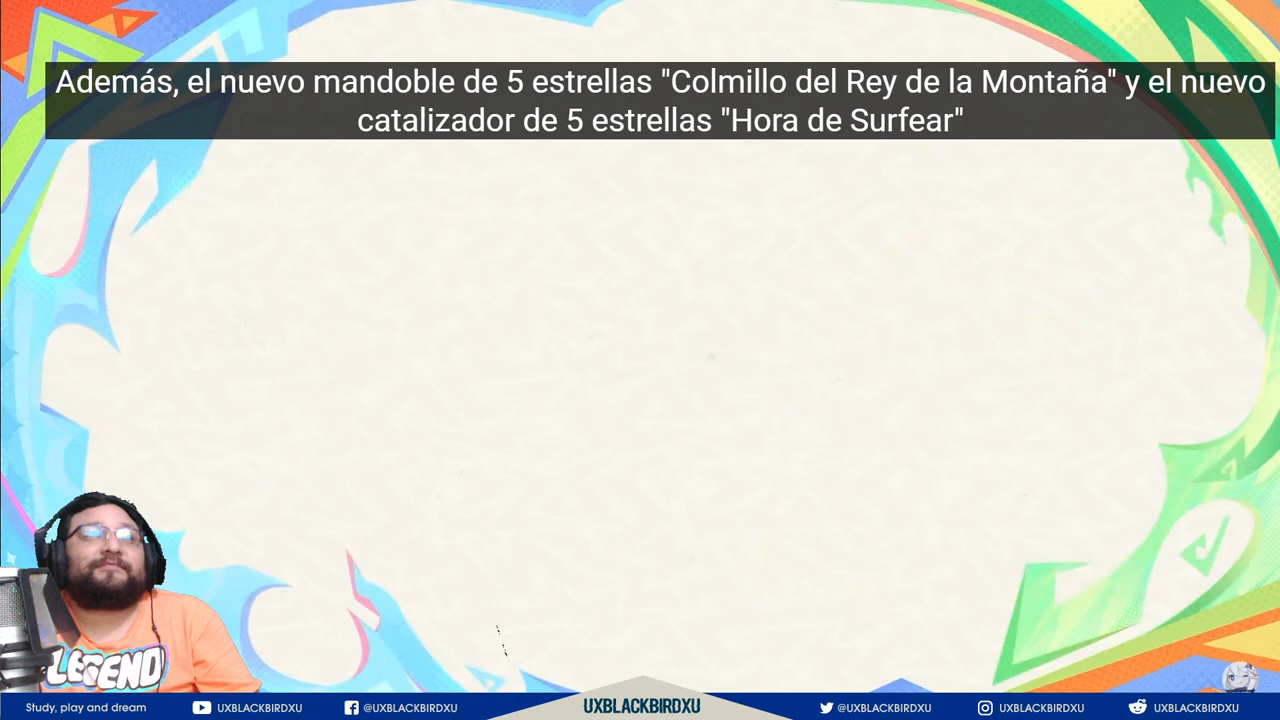 Además, el nuevo mandoble de 5 estrellas "Colmillo del Rey de la Montaña" y el nuevo
catalizador de 5 estrellas "Hora de Surfear"
LEGEND
Study, play and dream
UXBLACKBIRDXU
@UXBLACKBIRDXU
UXBLACKBIRDXU
@UXBLACKBIRDXU
UXBLACKBIRDXU
UXBLACKBIRDXU